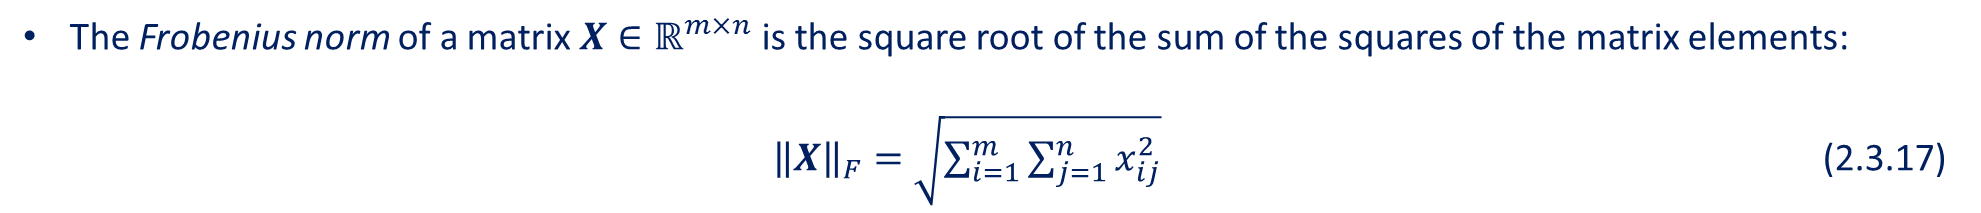 • The Frobenius norm of a matrix 𝑿 ∈ ℝ^{𝑚×𝑛} is the square root of the sum of the squares of the matrix elements:
‖𝑿‖_𝐹 = √(∑_{𝑖=1}^{𝑚} ∑_{𝑗=1}^{𝑛} 𝑥_{𝑖𝑗}^{2}) (2.3.17)